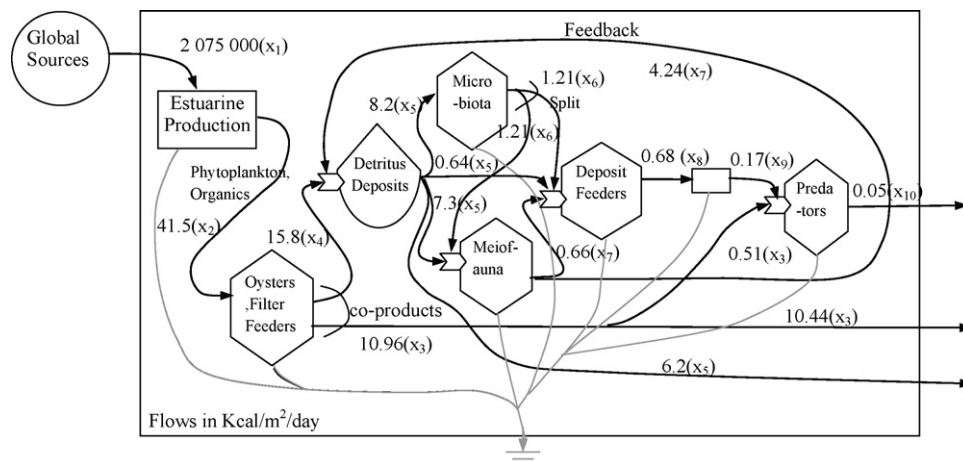 Global
Sources
2 075 000(x₁)
Estuarine
Production
Phytoplankton,
Organics
41.5(x₂)
15.8(x₄)
Oysters
,Filter
Feeders
co-products
10.96(x₃)
Feedback
4.24(x₇)
Micro
-biota
1.21(x₆)
Split
8.2(x₅)
1.21(x₆)
Detritus
Deposits
0.64(x₅)
7.3(x₅)
Deposit
Feeders
0.68 (x₈)
0.17(x₉)
Preda
-tors
0.05(x₁₀)
Meiof-
auna
0.66(x₇)
0.51(x₃)
10.44(x₃)
6.2(x₅)
Flows in Kcal/m²/day